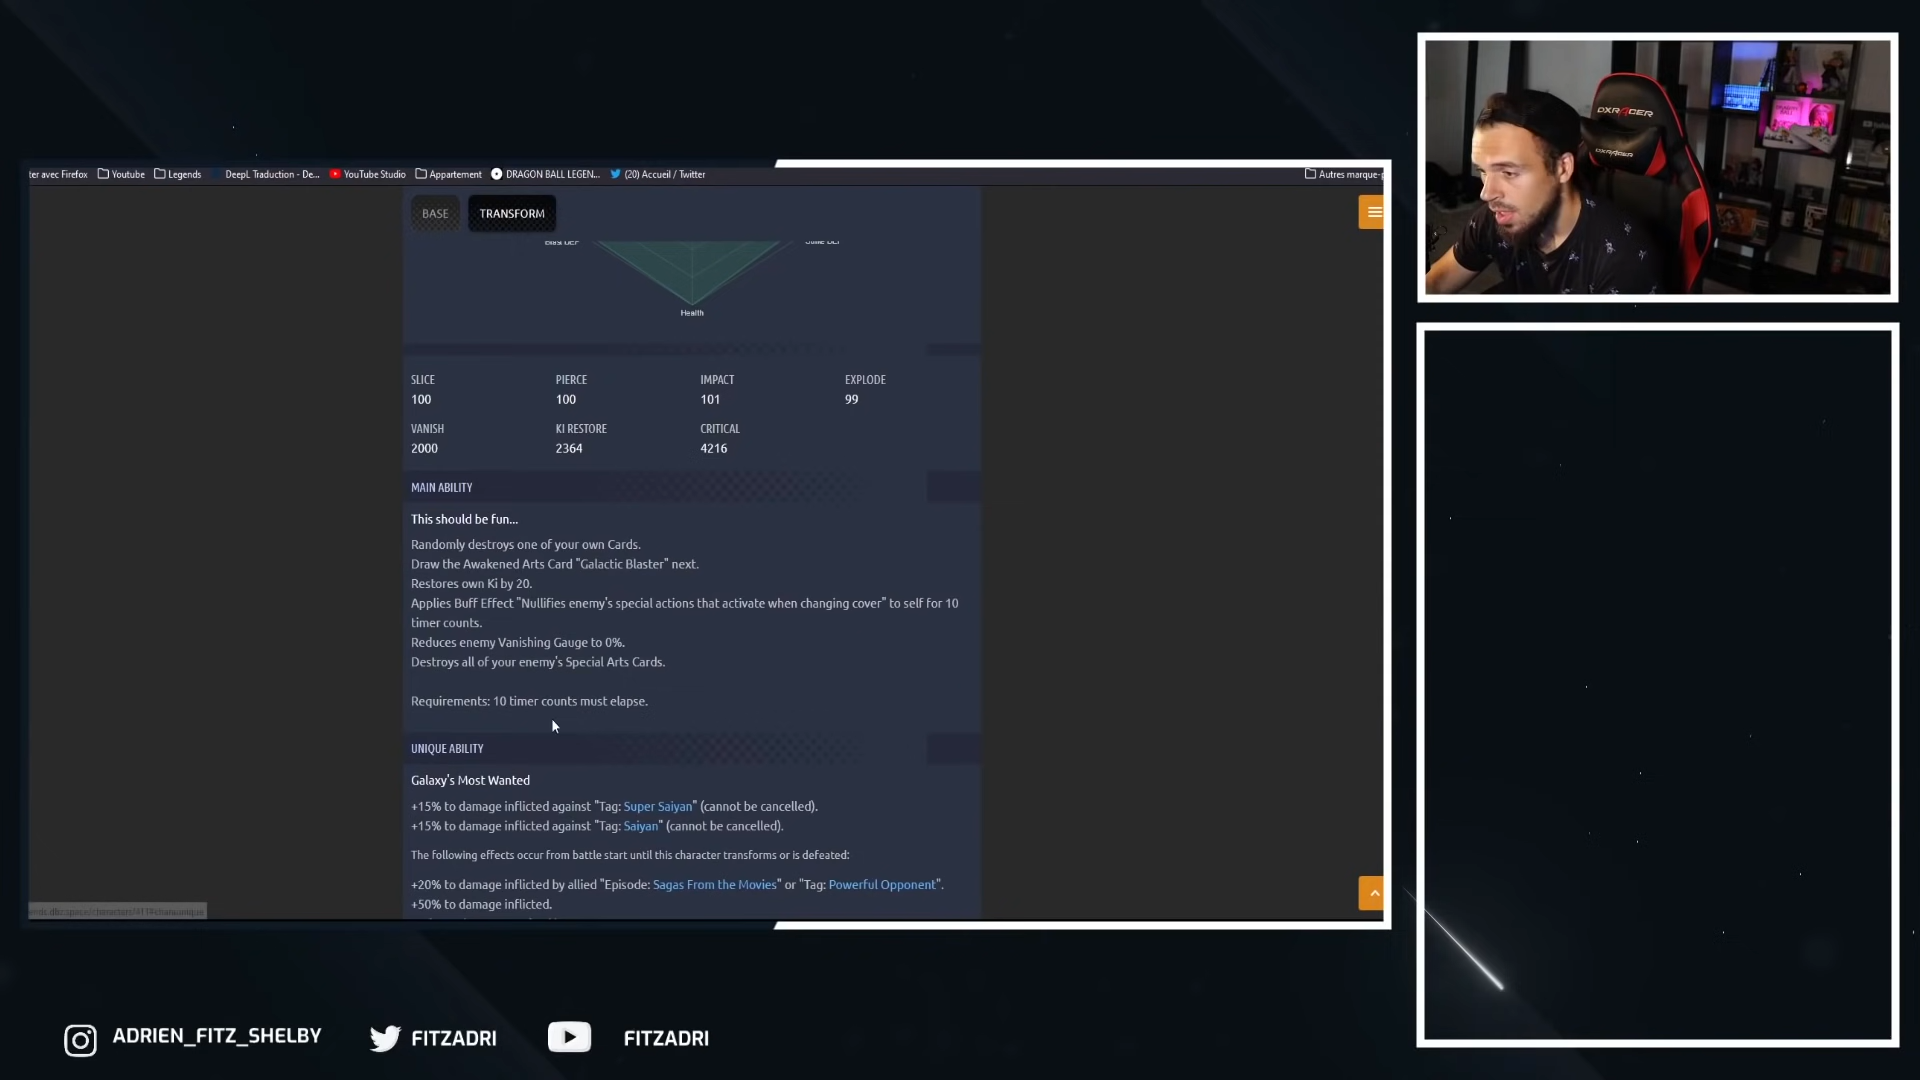 ter avec Firefox Youtube Legends DeepL Traduction - De... YouTube Studio Appartement DRAGON BALL LEGEN... (20) Accueil / Twitter Autres marque-p
BASE TRANSFORM
Health
SLICE PIERCE IMPACT EXPLODE
100 100 101 99
VANISH KI RESTORE CRITICAL
2000 2364 4216
MAIN ABILITY
This should be fun...
Randomly destroys one of your own Cards.
Draw the Awakened Arts Card "Galactic Blaster" next.
Restores own Ki by 20.
Applies Buff Effect "Nullifies enemy's special actions that activate when changing cover" to self for 10
timer counts.
Reduces enemy Vanishing Gauge to 0%.
Destroys all of your enemy's Special Arts Cards.
Requirements: 10 timer counts must elapse.
UNIQUE ABILITY
Galaxy's Most Wanted
+15% to damage inflicted against "Tag: Super Saiyan" (cannot be cancelled).
+15% to damage inflicted against "Tag: Saiyan" (cannot be cancelled).
The following effects occur from battle start until this character transforms or is defeated:
+20% to damage inflicted by allied "Episode: Sagas From the Movies" or "Tag: Powerful Opponent".
+50% damage inflicted.
DXRACER
DXRACER
ADRIEN_FITZ_SHELBY FITZADRI FITZADRI